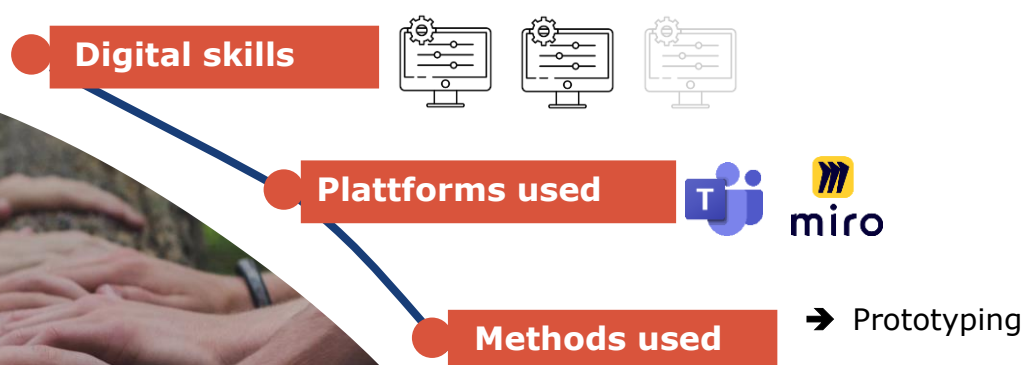 Digital skills
Plattforms used
T
miro
Methods used
➔ Prototyping